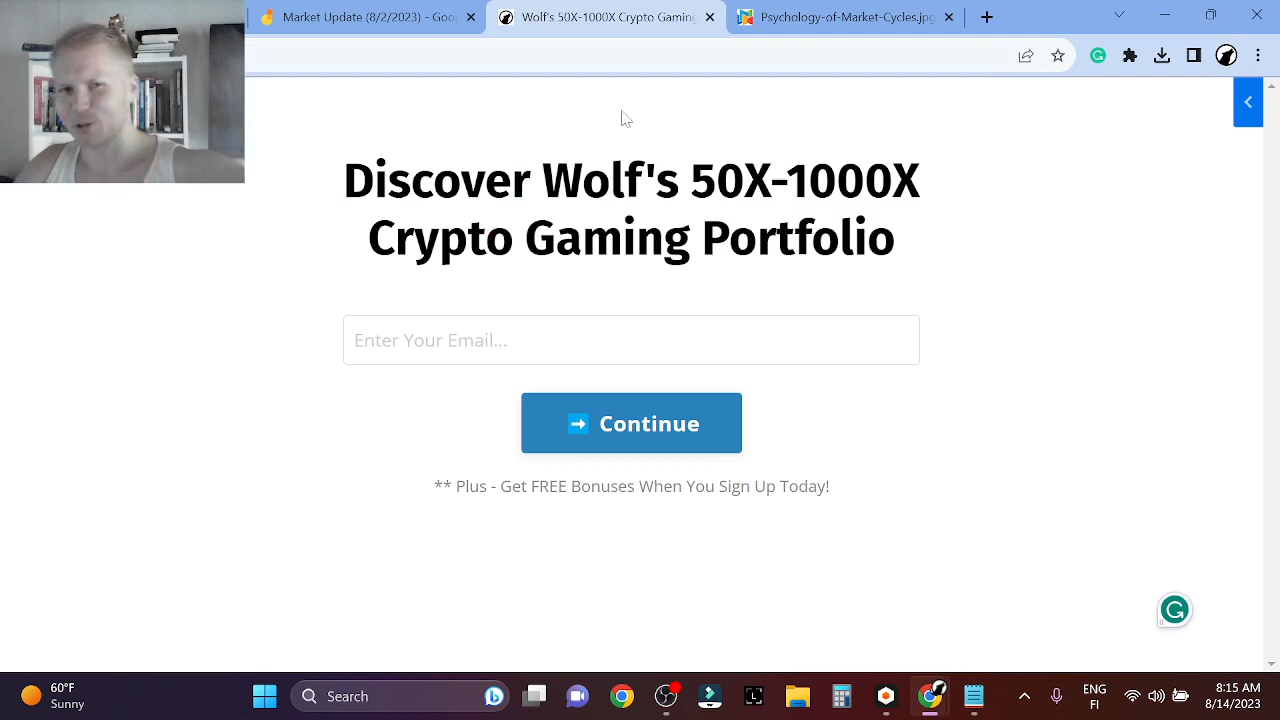 Market Update (8/20/2023) - Goo
Wolf's 50X-1000X Crypto Gaming
Psychology-of-Market-Cycles.jpg
Discover Wolf's 50X-1000X
Crypto Gaming Portfolio
Enter Your Email...
➡ Continue
** Plus - Get FREE Bonuses When You Sign Up Today!
60°F
Sunny
Search
ENG
FI
8:15 AM
8/14/2023